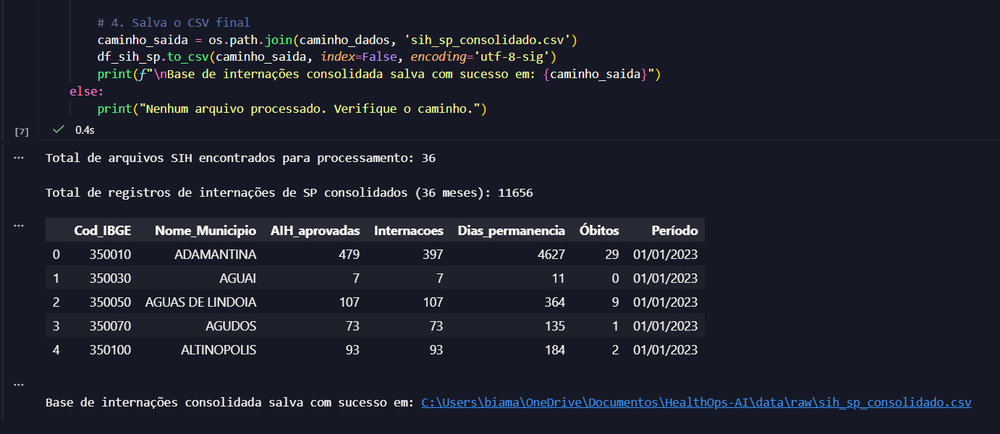 # 4. Salva o CSV final
caminho_saida = os.path.join(caminho_dados, 'sih_sp_consolidado.csv')
df_sih_sp.to_csv(caminho_saida, index=False, encoding='utf-8-sig')
print(f"\nBase de internações consolidada salva com sucesso em: {caminho_saida}")
else:
print("Nenhum arquivo processado. Verifique o caminho.")
[7] ✓ 0.4s
... Total de arquivos SIH encontrados para processamento: 36
Total de registros de internações de SP consolidados (36 meses): 11656
...
Cod_IBGE Nome_Municipio AIH_aprovadas Internacoes Dias_permanencia Óbitos Período
0 350010 ADAMANTINA 479 397 4627 29 01/01/2023
1 350030 AGUAI 7 7 11 0 01/01/2023
2 350050 AGUAS DE LINDOIA 107 107 364 9 01/01/2023
3 350070 AGUDOS 73 73 135 1 01/01/2023
4 350100 ALTINOPOLIS 93 93 184 2 01/01/2023
...
Base de internações consolidada salva com sucesso em: C:\Users\biama\OneDrive\Documentos\HealthOps-AI\data\raw\sih_sp_consolidado.csv